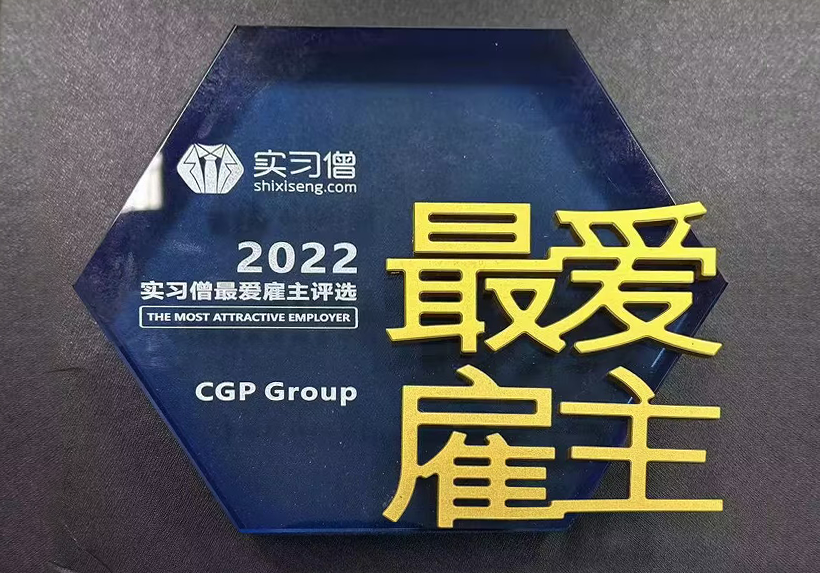 实习僧
shixiseng.com
2022
实习僧最爱雇主评选
THE MOST ATTRACTIVE EMPLOYER
CGP Group
最爱
雇主